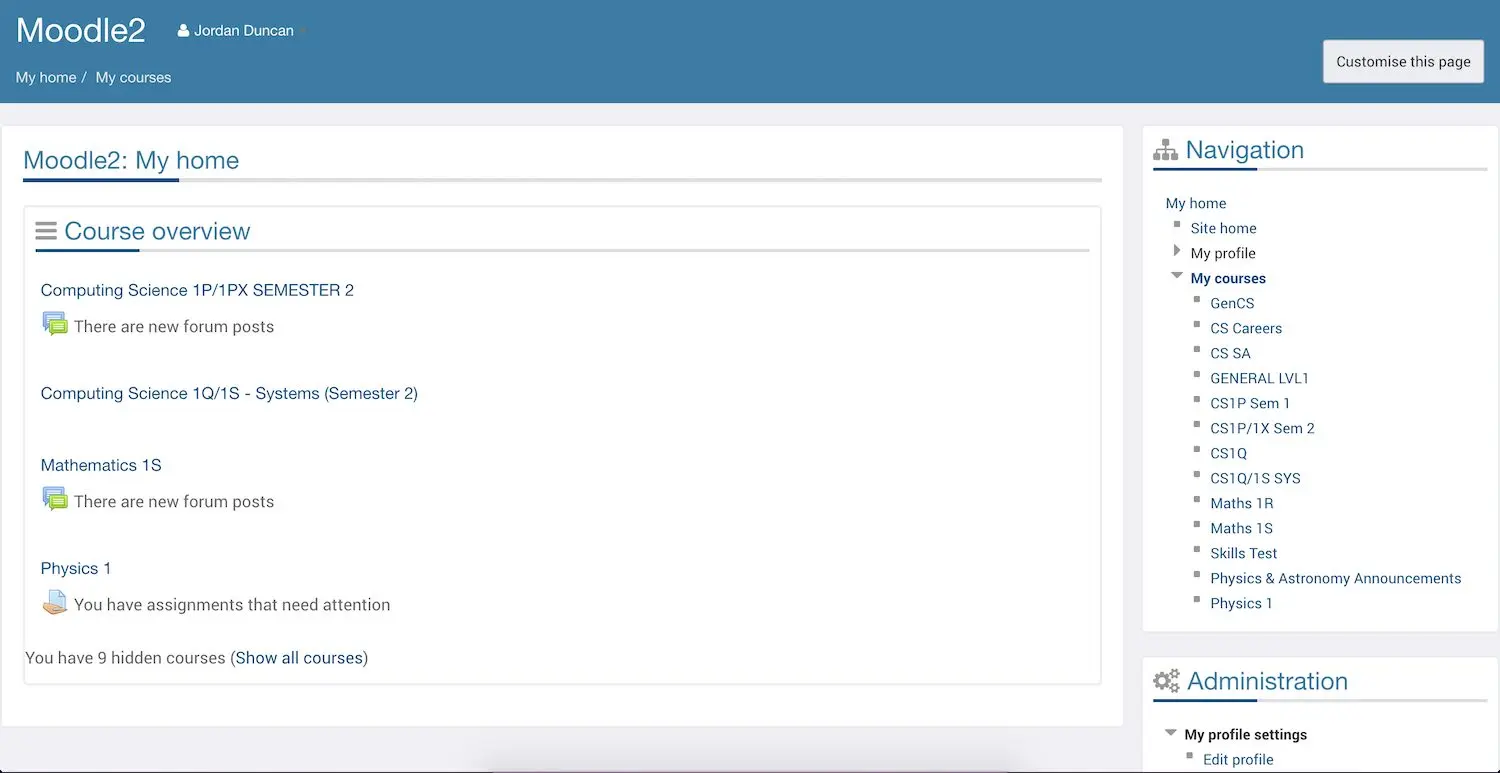 Moodle2
Jordan Duncan
My home / My courses
Customise this page
Moodle2: My home
Course overview
Computing Science 1P/1PX SEMESTER 2
There are new forum posts
Computing Science 1Q/1S - Systems (Semester 2)
Mathematics 1S
There are new forum posts
Physics 1
You have assignments that need attention
You have 9 hidden courses (Show all courses)
Navigation
My home
Site home
My profile
My courses
GenCS
CS Careers
CS SA
GENERAL LVL1
CS1P Sem 1
CS1P/1X Sem 2
CS1Q
CS1Q/1S SYS
Maths 1R
Maths 1S
Skills Test
Physics & Astronomy Announcements
Physics 1
Administration
My profile settings
Edit profile